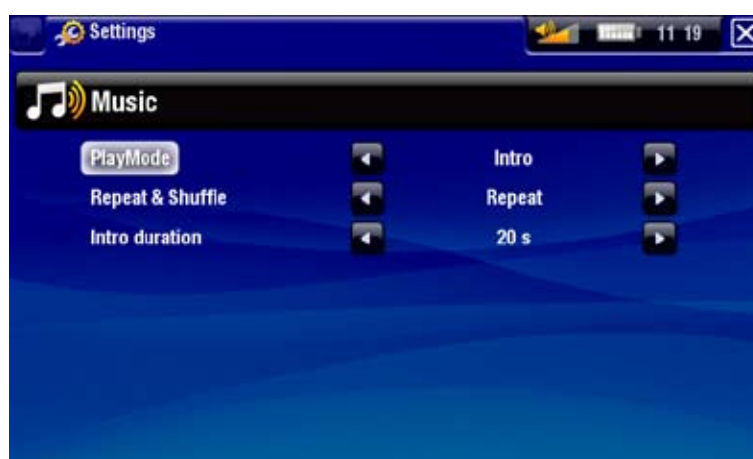 Settings
11 19
Music
PlayMode Intro
Repeat & Shuffle Repeat
Intro duration 20 s